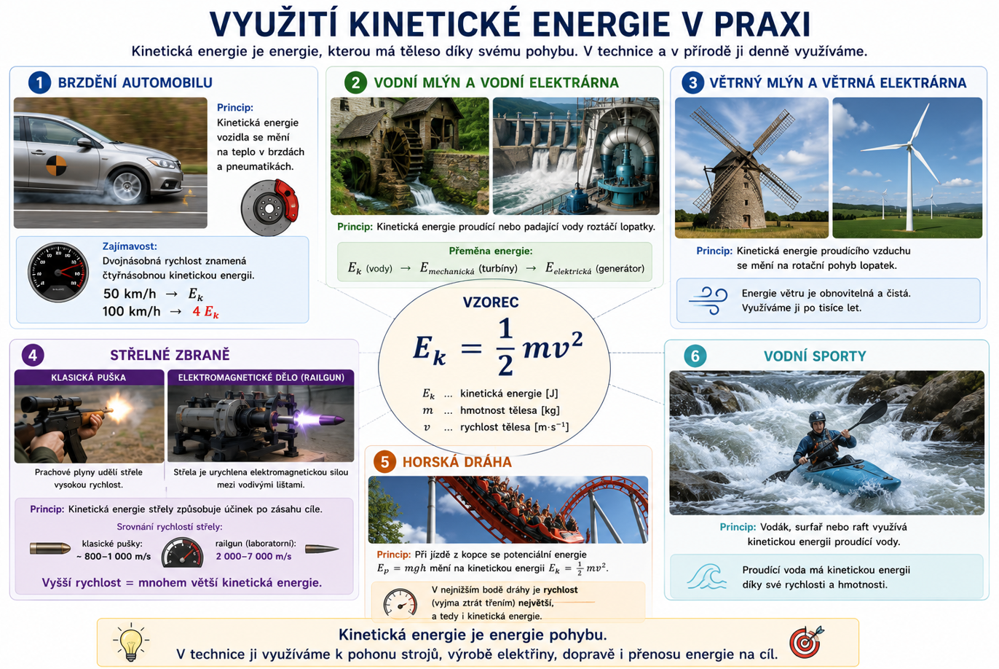 VYUŽITÍ KINETICKÉ ENERGIE V PRAXI
Kinetická energie je energie, kterou má těleso díky svému pohybu. V technice a v přírodě ji denně využíváme.
1 BRZDĚNÍ AUTOMOBILU
Princip:
Kinetická energie
vozidla se mění
na teplo v brzdách
a pneumatikách.
Zajímavost:
Dvojnásobná rychlost znamená
čtyřnásobnou kinetickou energii.
50 km/h → E_k
100 km/h → 4 E_k
2 VODNÍ MLÝN A VODNÍ ELEKTRÁRNA
Princip: Kinetická energie proudící nebo padající vody roztáčí lopatky.
Přeměna energie:
E_k (vody) → E_mechanická (turbíny) → E_elektrická (generátor)
3 VĚTRNÝ MLÝN A VĚTRNÁ ELEKTRÁRNA
Princip: Kinetická energie proudícího vzduchu
se mění na rotační pohyb lopatek.
Energie větru je obnovitelná a čistá.
Využíváme ji po tisíce let.
VZOREC
E_k = 1/2 mv²
E_k ... kinetická energie [J]
m ... hmotnost tělesa [kg]
v ... rychlost tělesa [m·s⁻¹]
4 STŘELNÉ ZBRANĚ
KLASICKÁ PUŠKA
Prachové plyny udělí střele
vysokou rychlost.
ELEKTROMAGNETICKÉ DĚLO (RAILGUN)
Střela je urychlena elektromagnetickou silou
mezi vodivými lištami.
Princip: Kinetická energie střely způsobuje účinek po zásahu cíle.
Srovnání rychlostí střely:
klasické pušky:
~ 800–1 000 m/s
railgun (laboratorní):
2 000–7 000 m/s
Vyšší rychlost = mnohem větší kinetická energie.
5 HORSKÁ DRÁHA
Princip: Při jízdě z kopce se potenciální energie
E_p = mgh mění na kinetickou energii E_k = 1/2 mv².
V nejnižším bodě dráhy je rychlost
(vyjma ztrát třením) největší,
a tedy i kinetická energie.
6 VODNÍ SPORTY
Princip: Vodák, surfař nebo raft využívá
kinetickou energii proudící vody.
Proudící voda má kinetickou energii
díky své rychlosti a hmotnosti.
Kinetická energie je energie pohybu.
V technice ji využíváme k pohonu strojů, výrobě elektřiny, dopravě i přenosu energie na cíl.